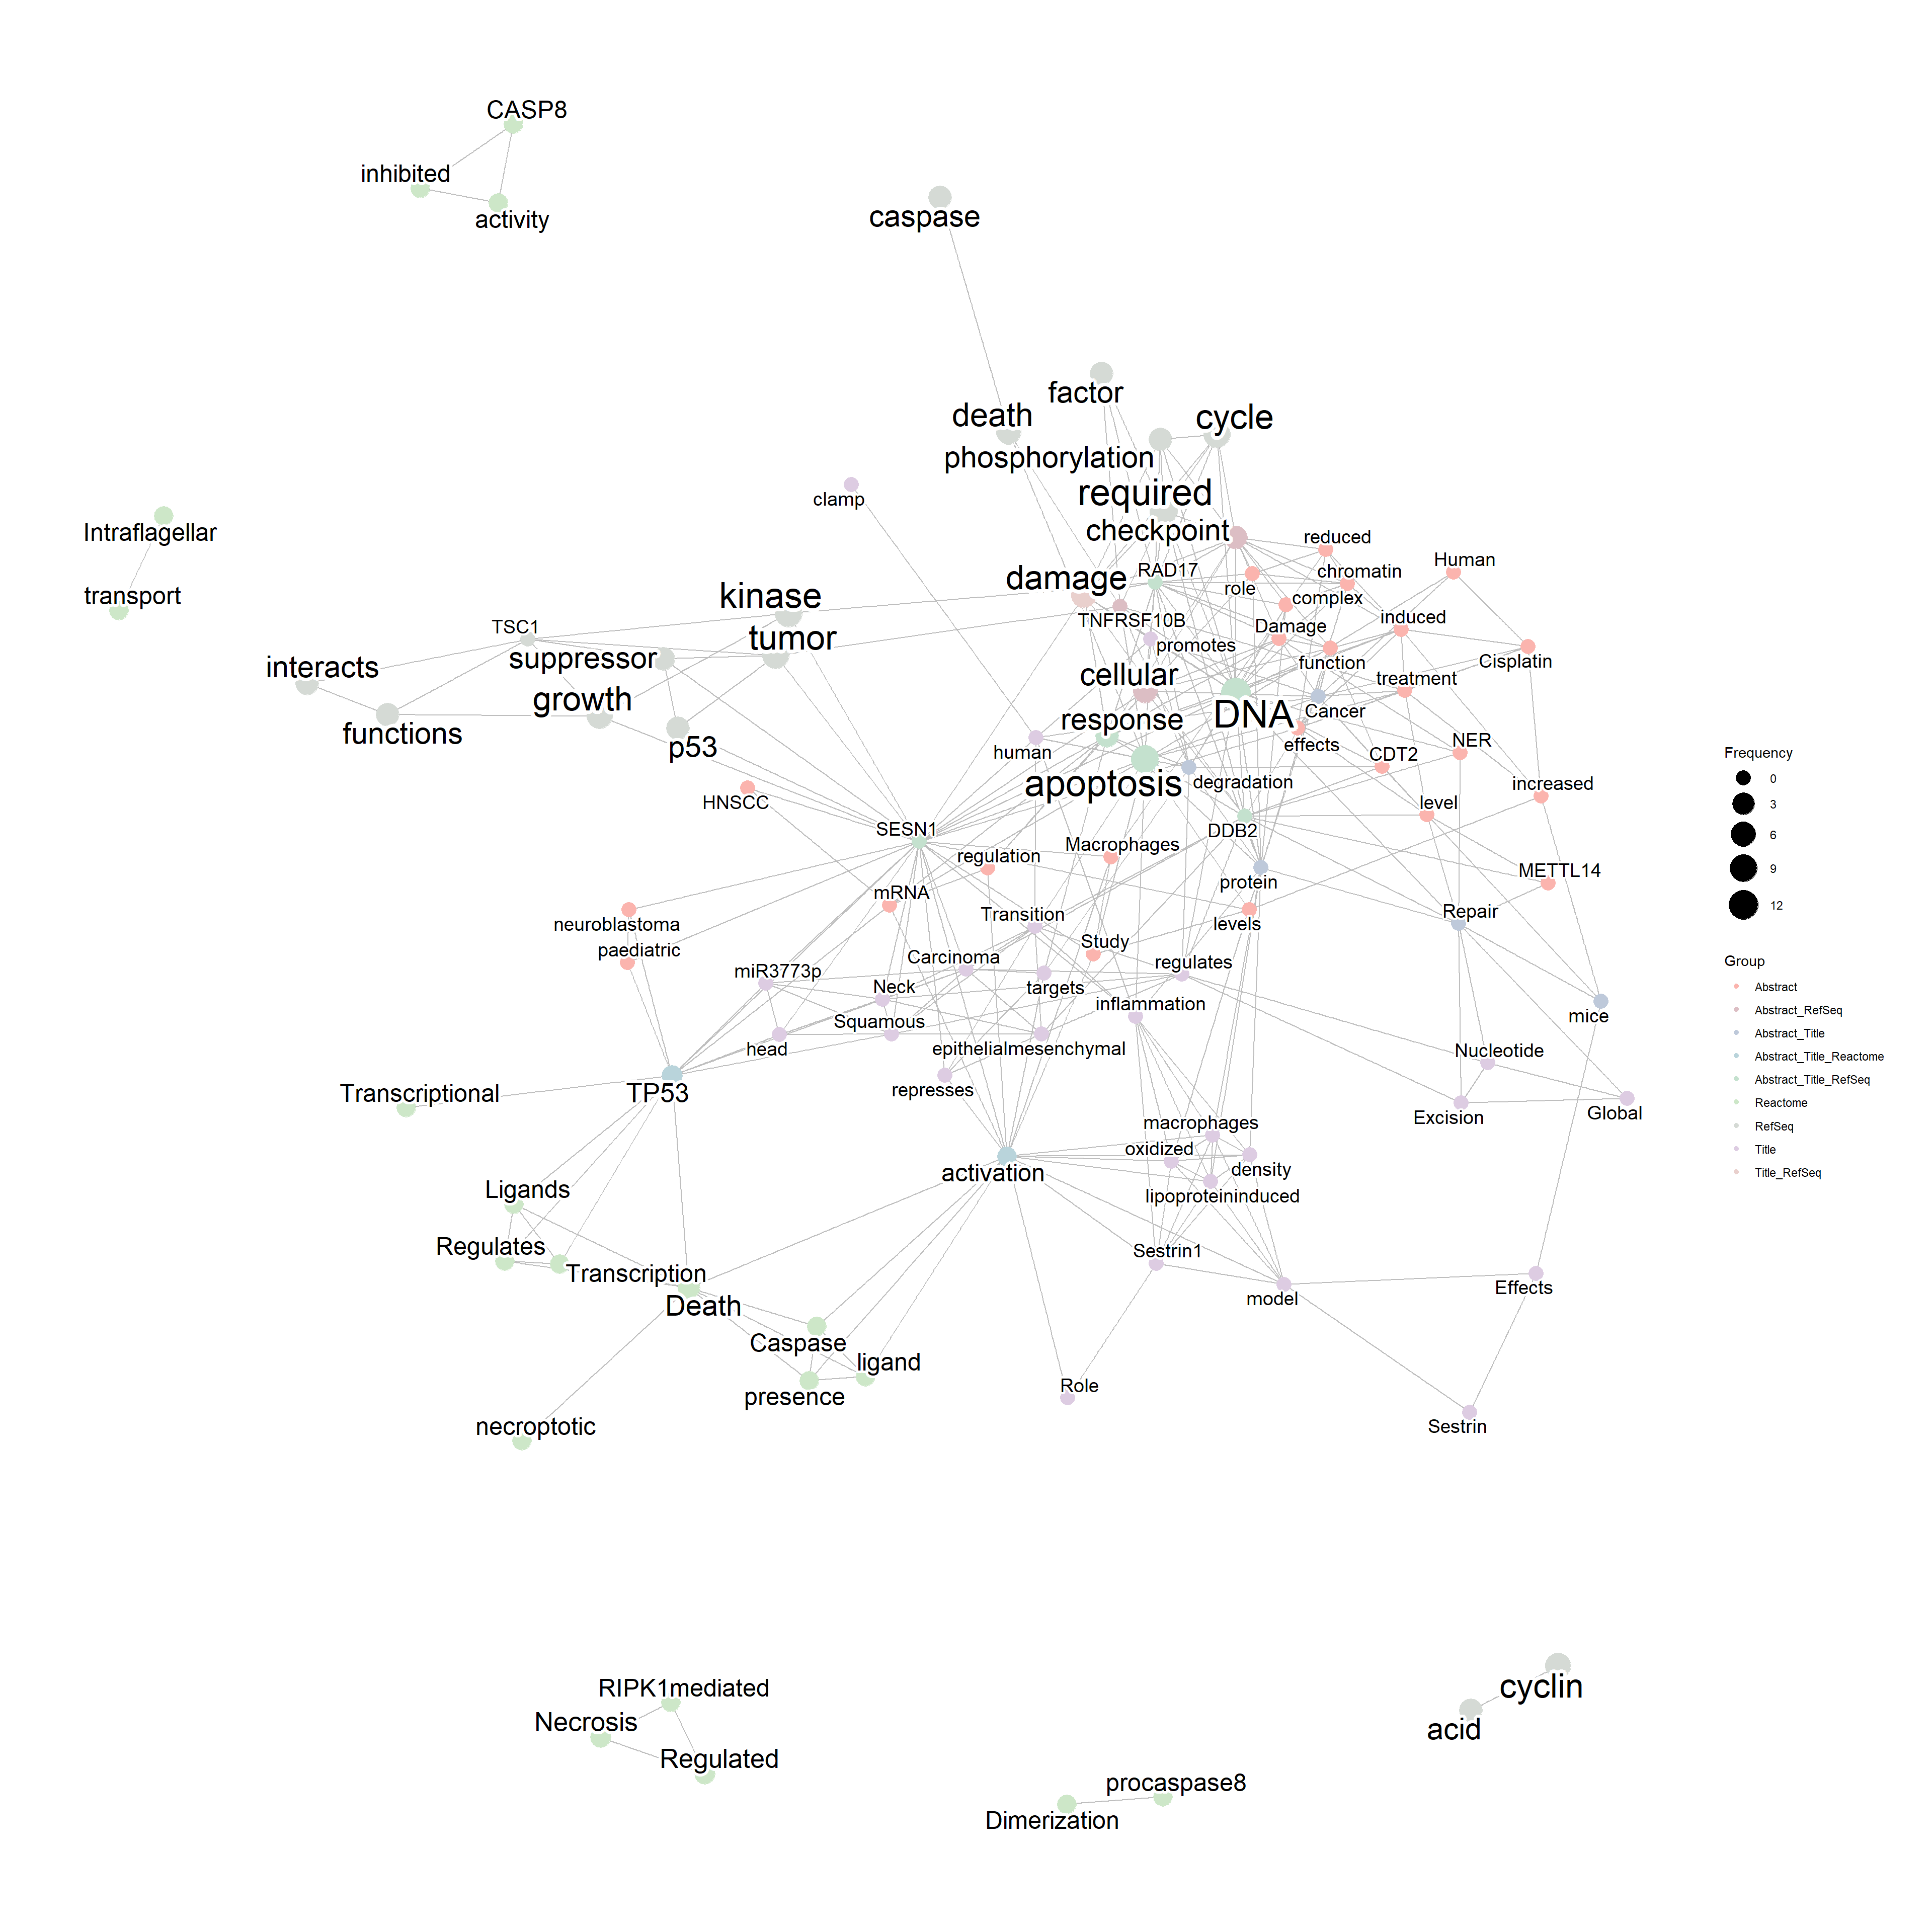 CASP8
inhibited
activity
caspase
factor
death
cycle
phosphorylation
required
clamp
checkpoint
Intraflagellar
transport
reduced
Human
RAD17
chromatin
damage
role
complex
kinase
TNFRSF10B
Damage
induced
TSC1
tumor
promotes
suppressor
function
Cisplatin
interacts
cellular
treatment
growth
DNA
Cancer
functions
response
p53
human
effects
NER
CDT2
apoptosis
degradation
increased
HNSCC
level
SESN1
DDB2
regulation
Macrophages
METTL14
protein
mRNA
neuroblastoma
Transition
levels
Repair
paediatric
Study
Carcinoma
regulates
miR3773p
Neck
targets
inflammation
Squamous
mice
head
epithelialmesenchymal
Nucleotide
represses
Transcriptional
TP53
Excision
Global
macrophages
oxidized
activation
density
Ligands
lipoproteininduced
Regulates
Sestrin1
Transcription
Effects
Death
model
Caspase
ligand
Role
presence
necroptotic
Sestrin
RIPK1mediated
Necrosis
Regulated
cyclin
acid
procaspase8
Dimerization
Frequency
0
3
6
9
12
Group
Abstract
Abstract_RefSeq
Abstract_Title
Abstract_Title_Reactome
Abstract_Title_RefSeq
Reactome
RefSeq
Title
Title_RefSeq